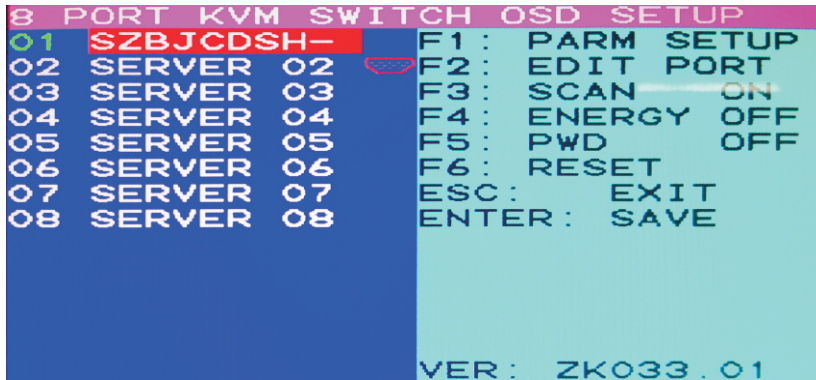 8 PORT KVM SWITCH OSD SETUP
01 SZBJCDSH-
02 SERVER 02
03 SERVER 03
04 SERVER 04
05 SERVER 05
06 SERVER 06
07 SERVER 07
08 SERVER 08
F1: PARM SETUP
F2: EDIT PORT
F3: SCAN ON
F4: ENERGY OFF
F5: PWD OFF
F6: RESET
ESC: EXIT
ENTER: SAVE
VER: ZK033.01